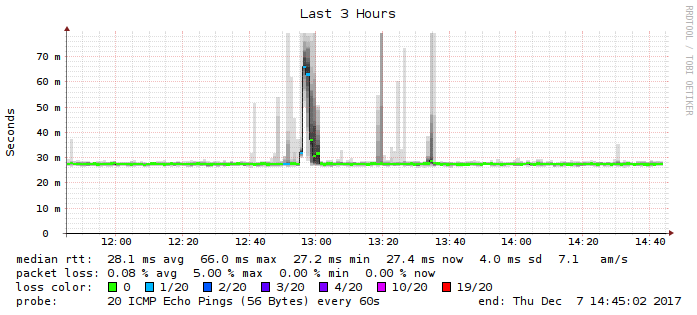 Last 3 Hours
RRDTOOL / TOBI OETIKER
Seconds
70 m
60 m
50 m
40 m
30 m
20 m
10 m
0
12:00 12:20 12:40 13:00 13:20 13:40 14:00 14:20 14:40
median rtt: 28.1 ms avg 66.0 ms max 27.2 ms min 27.4 ms now 4.0 ms sd 7.1 am/s
packet loss: 0.08 % avg 5.00 % max 0.00 % min 0.00 % now
loss color: 0 1/20 2/20 3/20 4/20 10/20 19/20
probe: 20 ICMP Echo Pings (56 Bytes) every 60s end: Thu Dec 7 14:45:02 2017